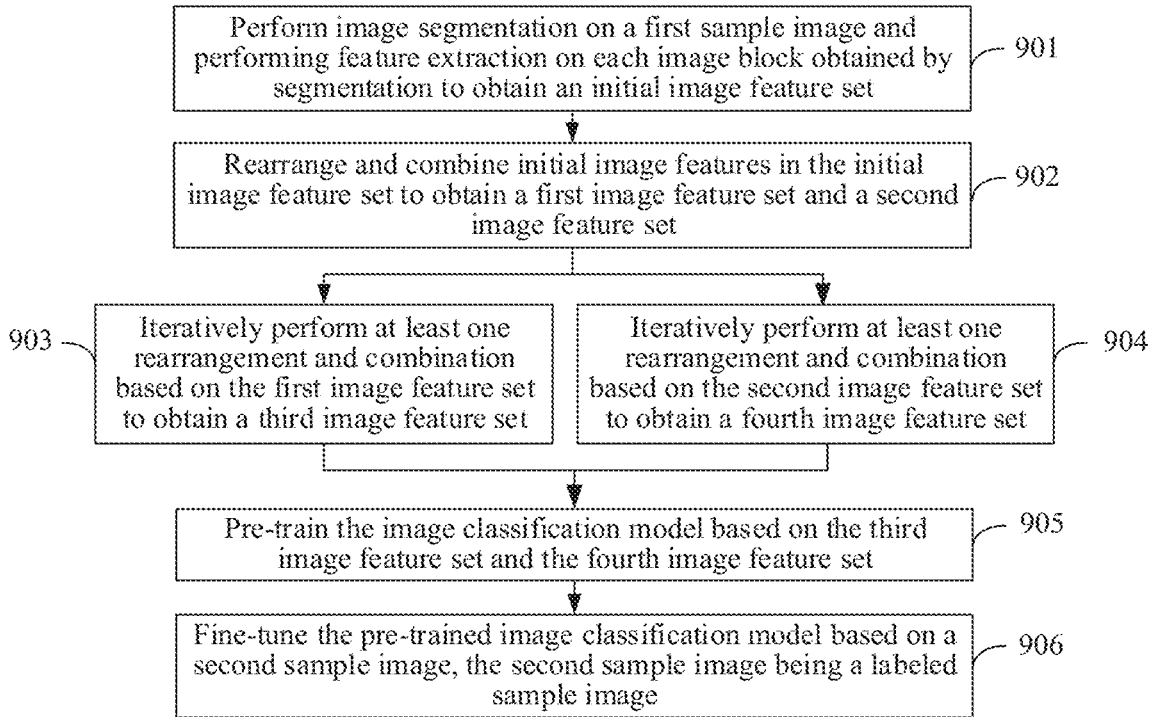 Perform image segmentation on a first sample image and
performing feature extraction on each image block obtained by
segmentation to obtain an initial image feature set
901
Rearrange and combine initial image features in the initial
image feature set to obtain a first image feature set and a second
image feature set
902
903
Iteratively perform at least one
rearrangement and combination
based on the first image feature set
to obtain a third image feature set
Iteratively perform at least one
rearrangement and combination
based on the second image feature set
to obtain a fourth image feature set
904
Pre-train the image classification model based on the third
image feature set and the fourth image feature set
905
Fine-tune the pre-trained image classification model based on a
second sample image, the second sample image being a labeled
sample image
906